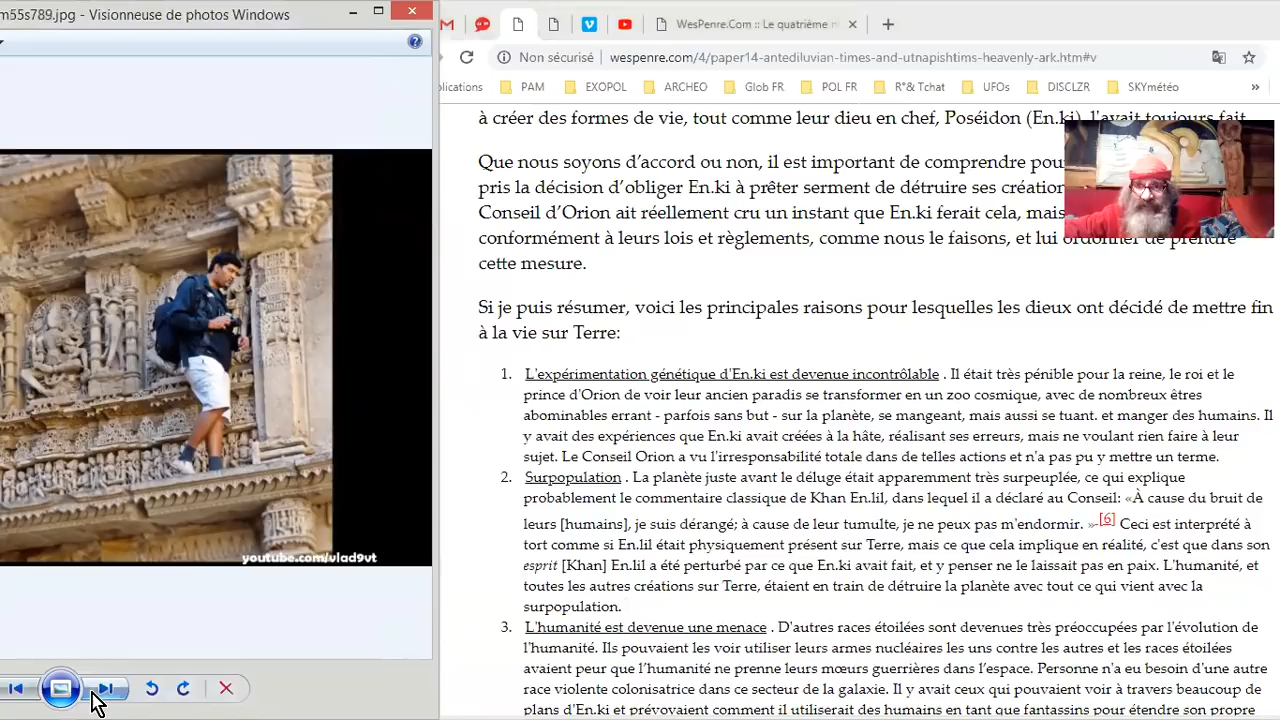 m55s789.jpg - Visionneuse de photos Windows
youtube.com/vlad9vt
WesPenre.Com :: Le quatrième n
Non sécurisé
wespenre.com/4/paper14-antediluvian-times-and-utnapishtims-heavenly-ark.htm#v
plications
PAM
EXOPOL
ARCHEO
Glob FR
POL FR
R°& Tchat
UFOs
DISCLZR
SKYmétéo
»
à créer des formes de vie, tout comme leur dieu en chef, Poséidon (En.ki), l'avait toujours fait.
Que nous soyons d'accord ou non, il est important de comprendre pou
pris la décision d'obliger En.ki à prêter serment de détruire ses création
Conseil d'Orion ait réellement cru un instant que En.ki ferait cela, mais
conformément à leurs lois et règlements, comme nous le faisons, et lui ordonner de prendre
cette mesure.
Si je puis résumer, voici les principales raisons pour lesquelles les dieux ont décidé de mettre fin
à la vie sur Terre:
1. L'expérimentation génétique d'En.ki est devenue incontrôlable . Il était très pénible pour la reine, le roi et le
prince d'Orion de voir leur ancien paradis se transformer en un zoo cosmique, avec de nombreux êtres
abominables errant - parfois sans but - sur la planète, se mangeant, mais aussi se tuant. et manger des humains. Il
y avait des expériences que En.ki avait créées à la hâte, réalisant ses erreurs, mais ne voulant rien faire à leur
sujet. Le Conseil Orion a vu l'irresponsabilité totale dans de telles actions et n'a pas pu y mettre un terme.
2. Surpopulation . La planète juste avant le déluge était apparemment très surpeuplée, ce qui explique
probablement le commentaire classique de Khan En.lil, dans lequel il a déclaré au Conseil: «À cause du bruit de
leurs [humains], je suis dérangé; à cause de leur tumulte, je ne peux pas m'endormir. »-[6] Ceci est interprété à
tort comme si En.lil était physiquement présent sur Terre, mais ce que cela implique en réalité, c'est que dans son
esprit [Khan] En.lil a été perturbé par ce que En.ki avait fait, et y penser ne le laissait pas en paix. L'humanité, et
toutes les autres créations sur Terre, étaient en train de détruire la planète avec tout ce qui vient avec la
surpopulation.
3. L'humanité est devenue une menace . D'autres races étoilées sont devenues très préoccupées par l'évolution de
l'humanité. Ils pouvaient les voir utiliser leurs armes nucléaires les uns contre les autres et les races étoilées
avaient peur que l'humanité ne prenne leurs mœurs guerrières dans l'espace. Personne n'a eu besoin d'une autre
race violente colonisatrice dans ce secteur de la galaxie. Il y avait ceux qui pouvaient voir à travers beaucoup de
plans d'En.ki et prévoyaient comment il utiliserait des humains en tant que fantassins pour étendre son propre